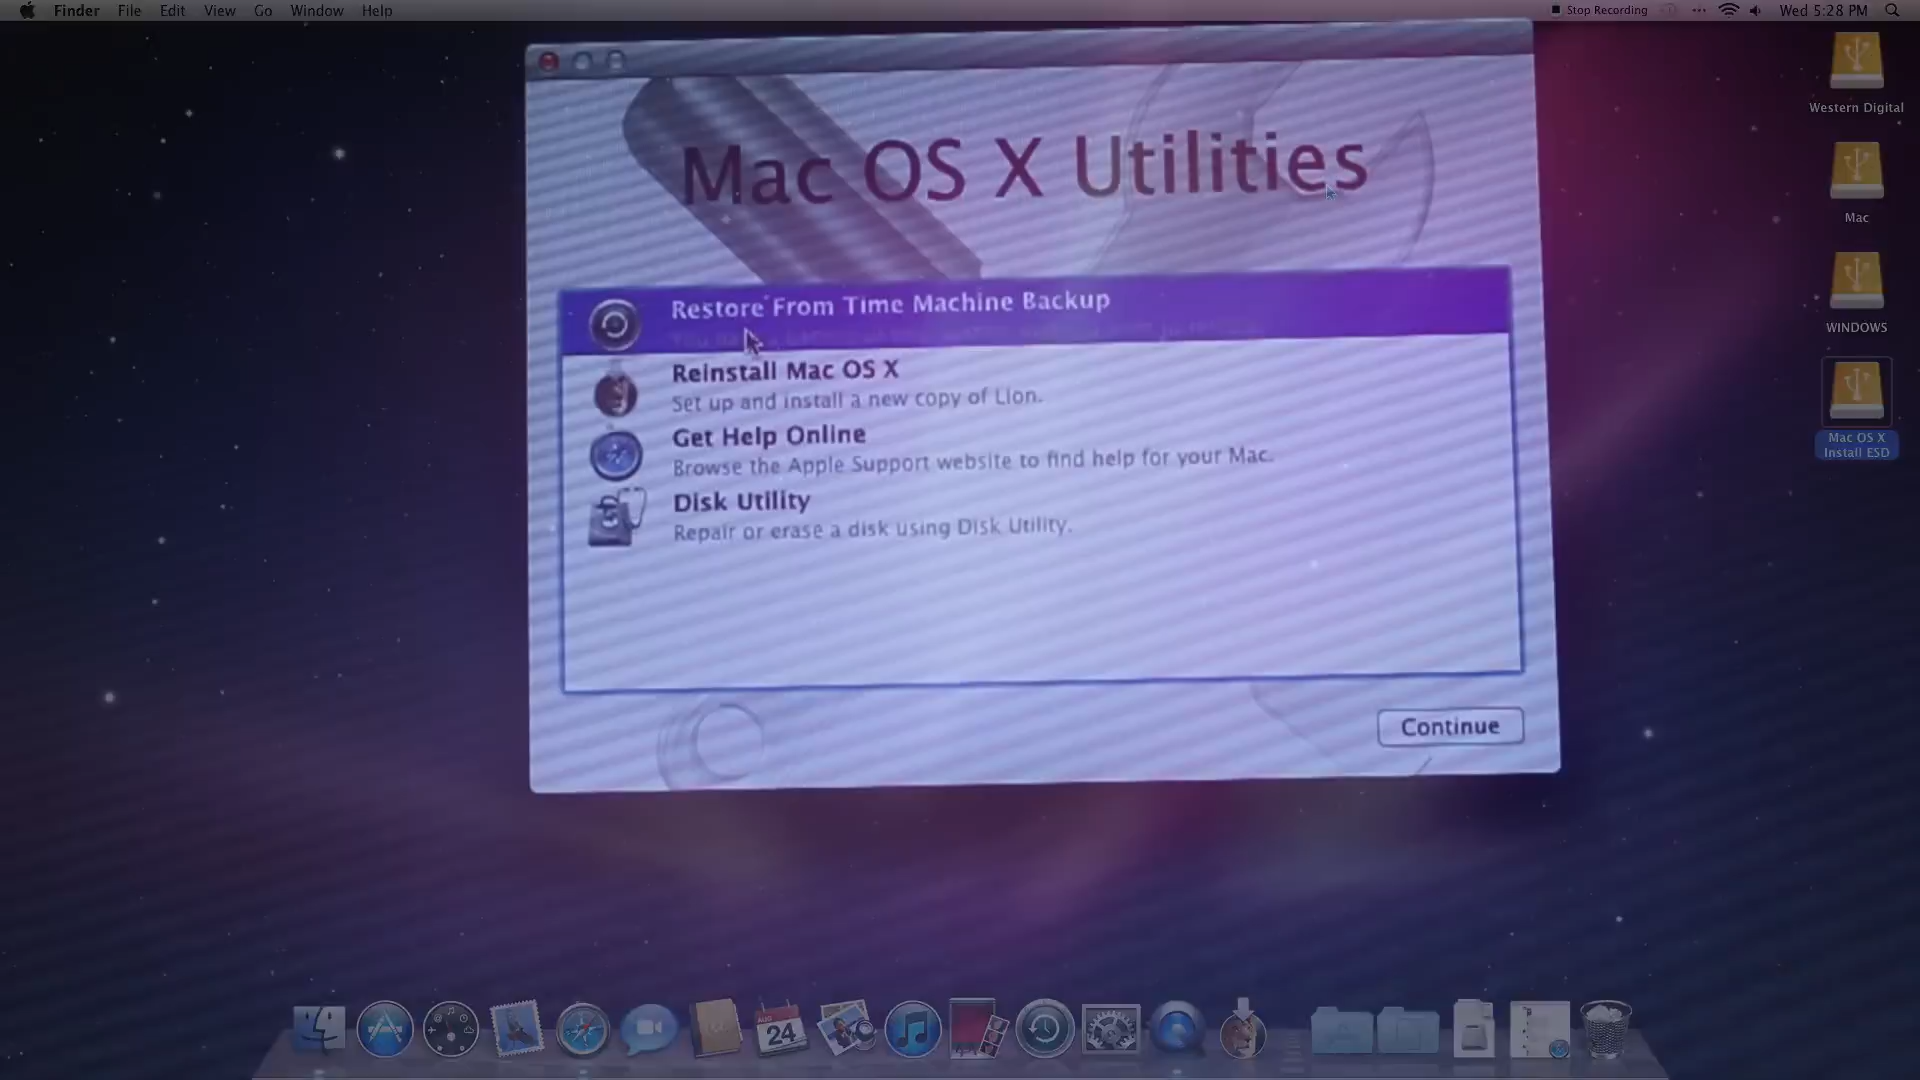 Finder File Edit View Go Window Help
Stop Recording
Wed 5:28 PM
Western Digital
Mac
WINDOWS
Mac OS X
Install ESD
Mac OS X Utilities
Restore From Time Machine Backup
Reinstall Mac OS X
Set up and install a new copy of Lion.
Get Help Online
Browse the Apple Support website to find help for your Mac.
Disk Utility
Repair or erase a disk using Disk Utility.
Continue
AUG
24